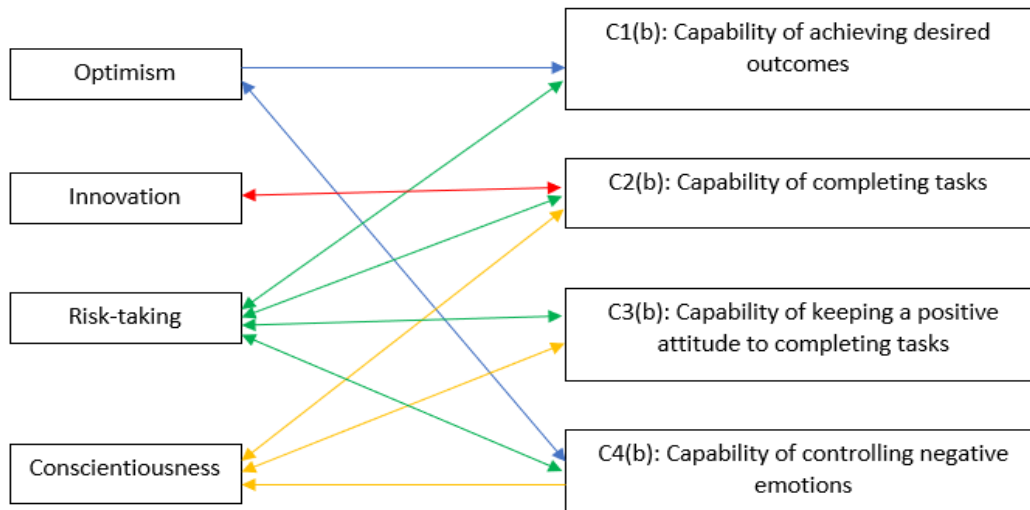 Optimism
C1(b): Capability of achieving desired
outcomes
Innovation
C2(b): Capability of completing tasks
Risk-taking
C3(b): Capability of keeping a positive
attitude to completing tasks
Conscientiousness
C4(b): Capability of controlling negative
emotions